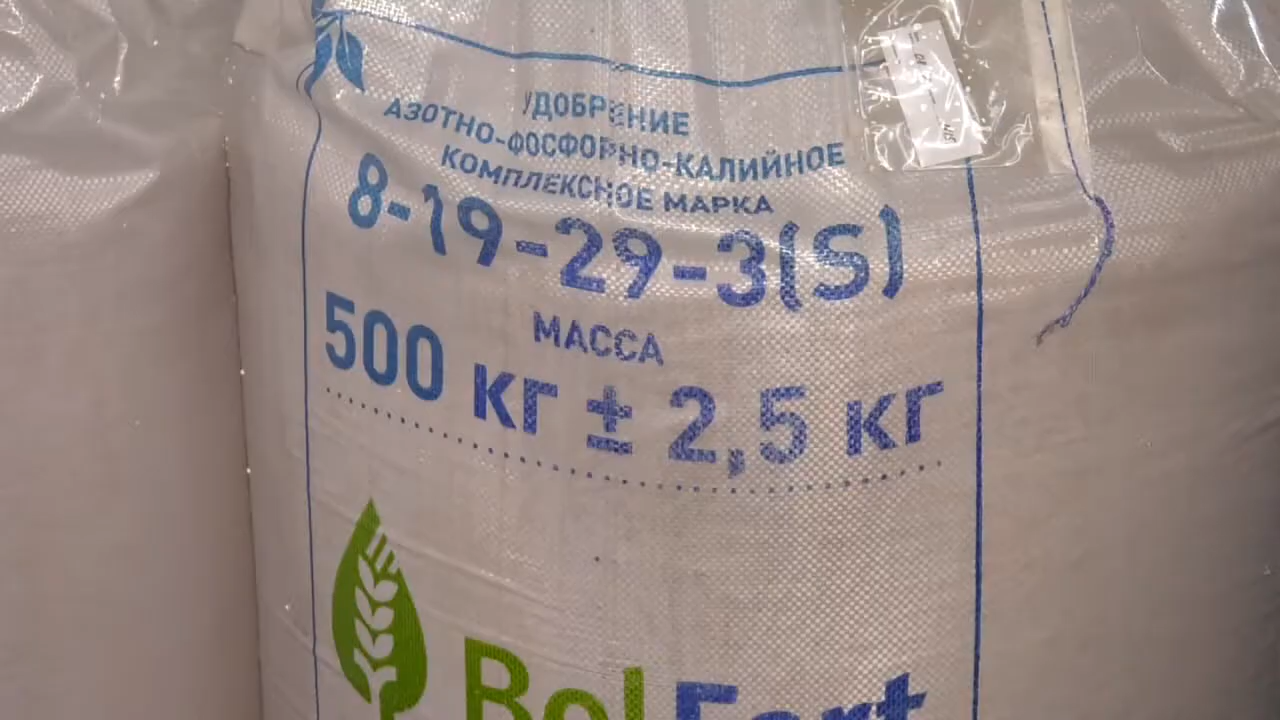 УДОБРЕНИЕ
АЗОТНО-ФОСФОРНО-КАЛИЙНОЕ
КОМПЛЕКСНОЕ МАРКА
8-19-29-3(S)
МАССА
500 кг ± 2,5 кг
BelFert